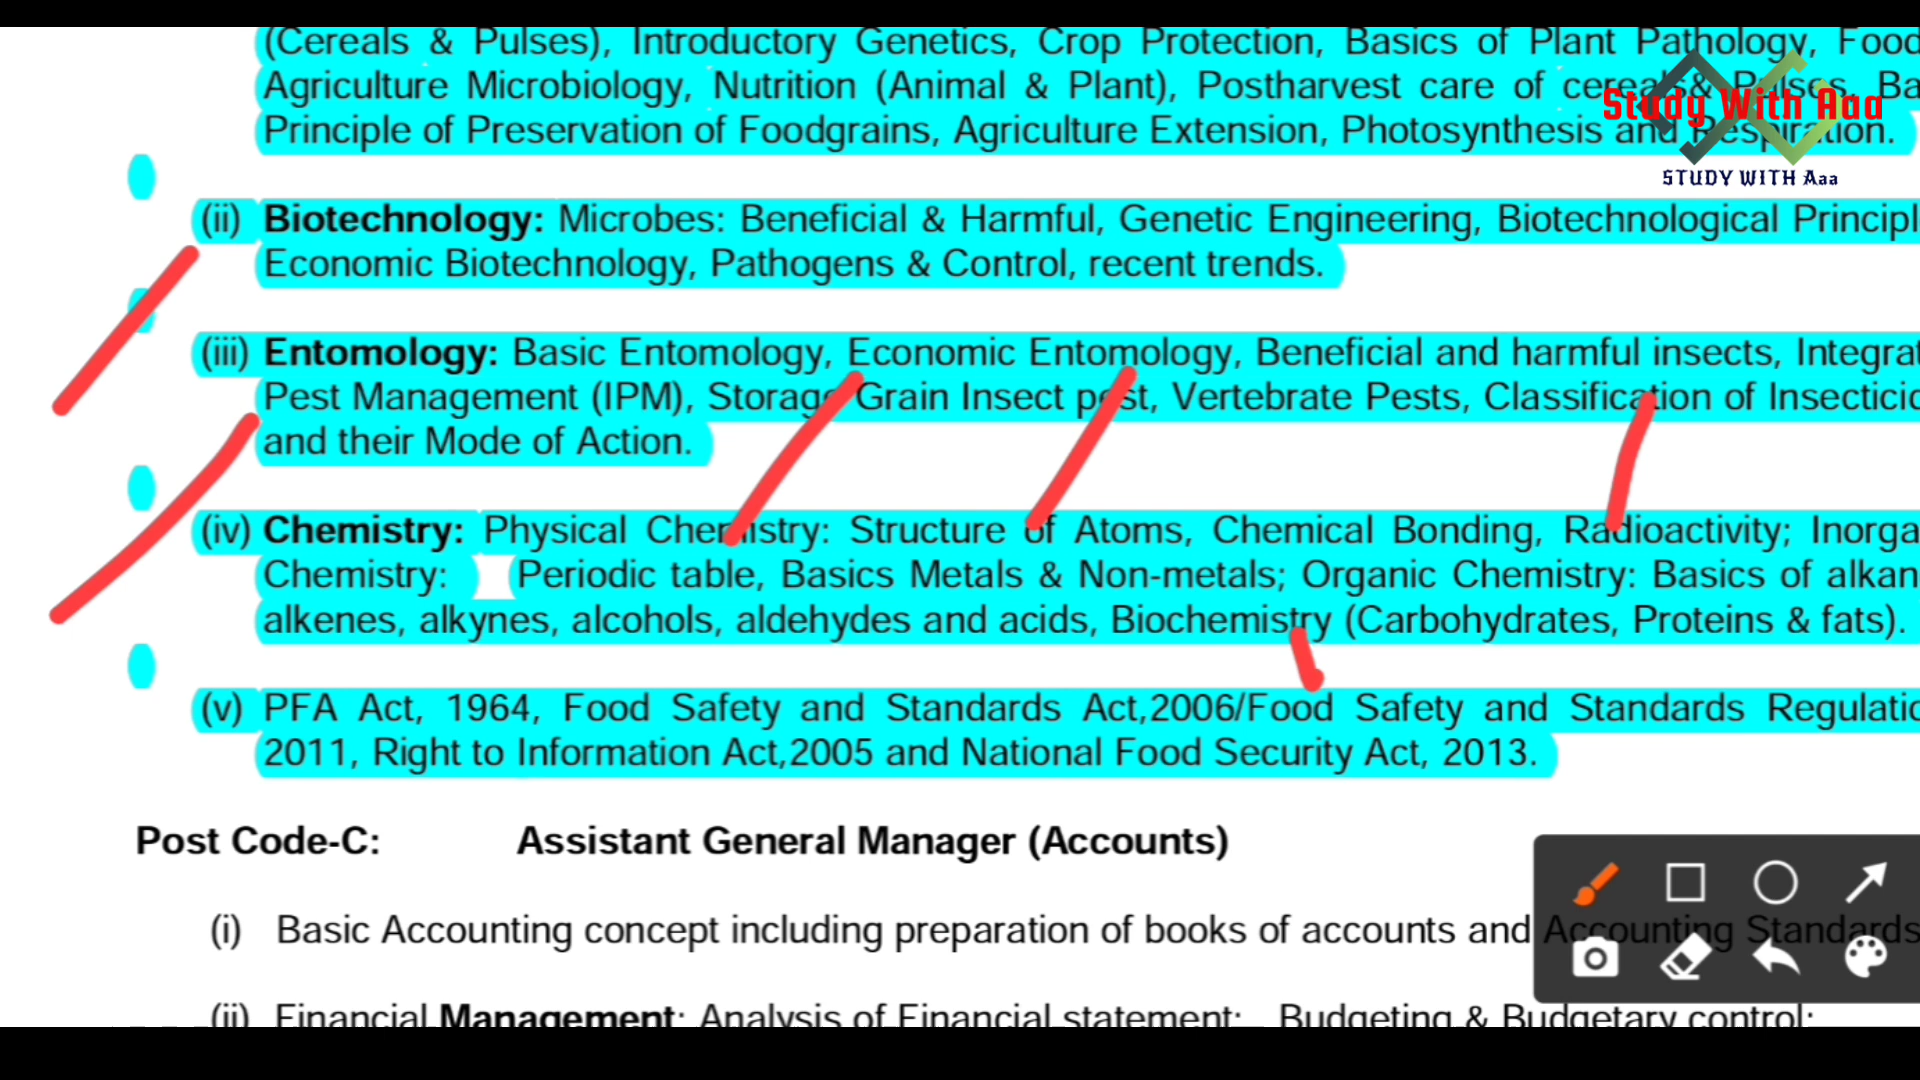 (Cereals & Pulses), Introductory Genetics, Crop Protection, Basics of Plant Pathology, Food
Agriculture Microbiology, Nutrition (Animal & Plant), Postharvest care of cereals& Pulses, Ba
Principle of Preservation of Foodgrains, Agriculture Extension, Photosynthesis and Respiration.
Study With Aaa
STUDY WITH Aaa
(ii) Biotechnology: Microbes: Beneficial & Harmful, Genetic Engineering, Biotechnological Principl
Economic Biotechnology, Pathogens & Control, recent trends.
(iii) Entomology: Basic Entomology, Economic Entomology, Beneficial and harmful insects, Integrat
Pest Management (IPM), Storage Grain Insect pest, Vertebrate Pests, Classification of Insecticid
and their Mode of Action.
(iv) Chemistry: Physical Chemistry: Structure of Atoms, Chemical Bonding, Radioactivity; Inorga
Chemistry: Periodic table, Basics Metals & Non-metals; Organic Chemistry: Basics of alkan
alkenes, alkynes, alcohols, aldehydes and acids, Biochemistry (Carbohydrates, Proteins & fats).
(v) PFA Act, 1964, Food Safety and Standards Act,2006/Food Safety and Standards Regulatio
2011, Right to Information Act,2005 and National Food Security Act, 2013.
Post Code-C: Assistant General Manager (Accounts)
(i) Basic Accounting concept including preparation of books of accounts and Accounting Standards
(ii) Financial Management: Analysis of Financial statement; Budgeting & Budgetary control;